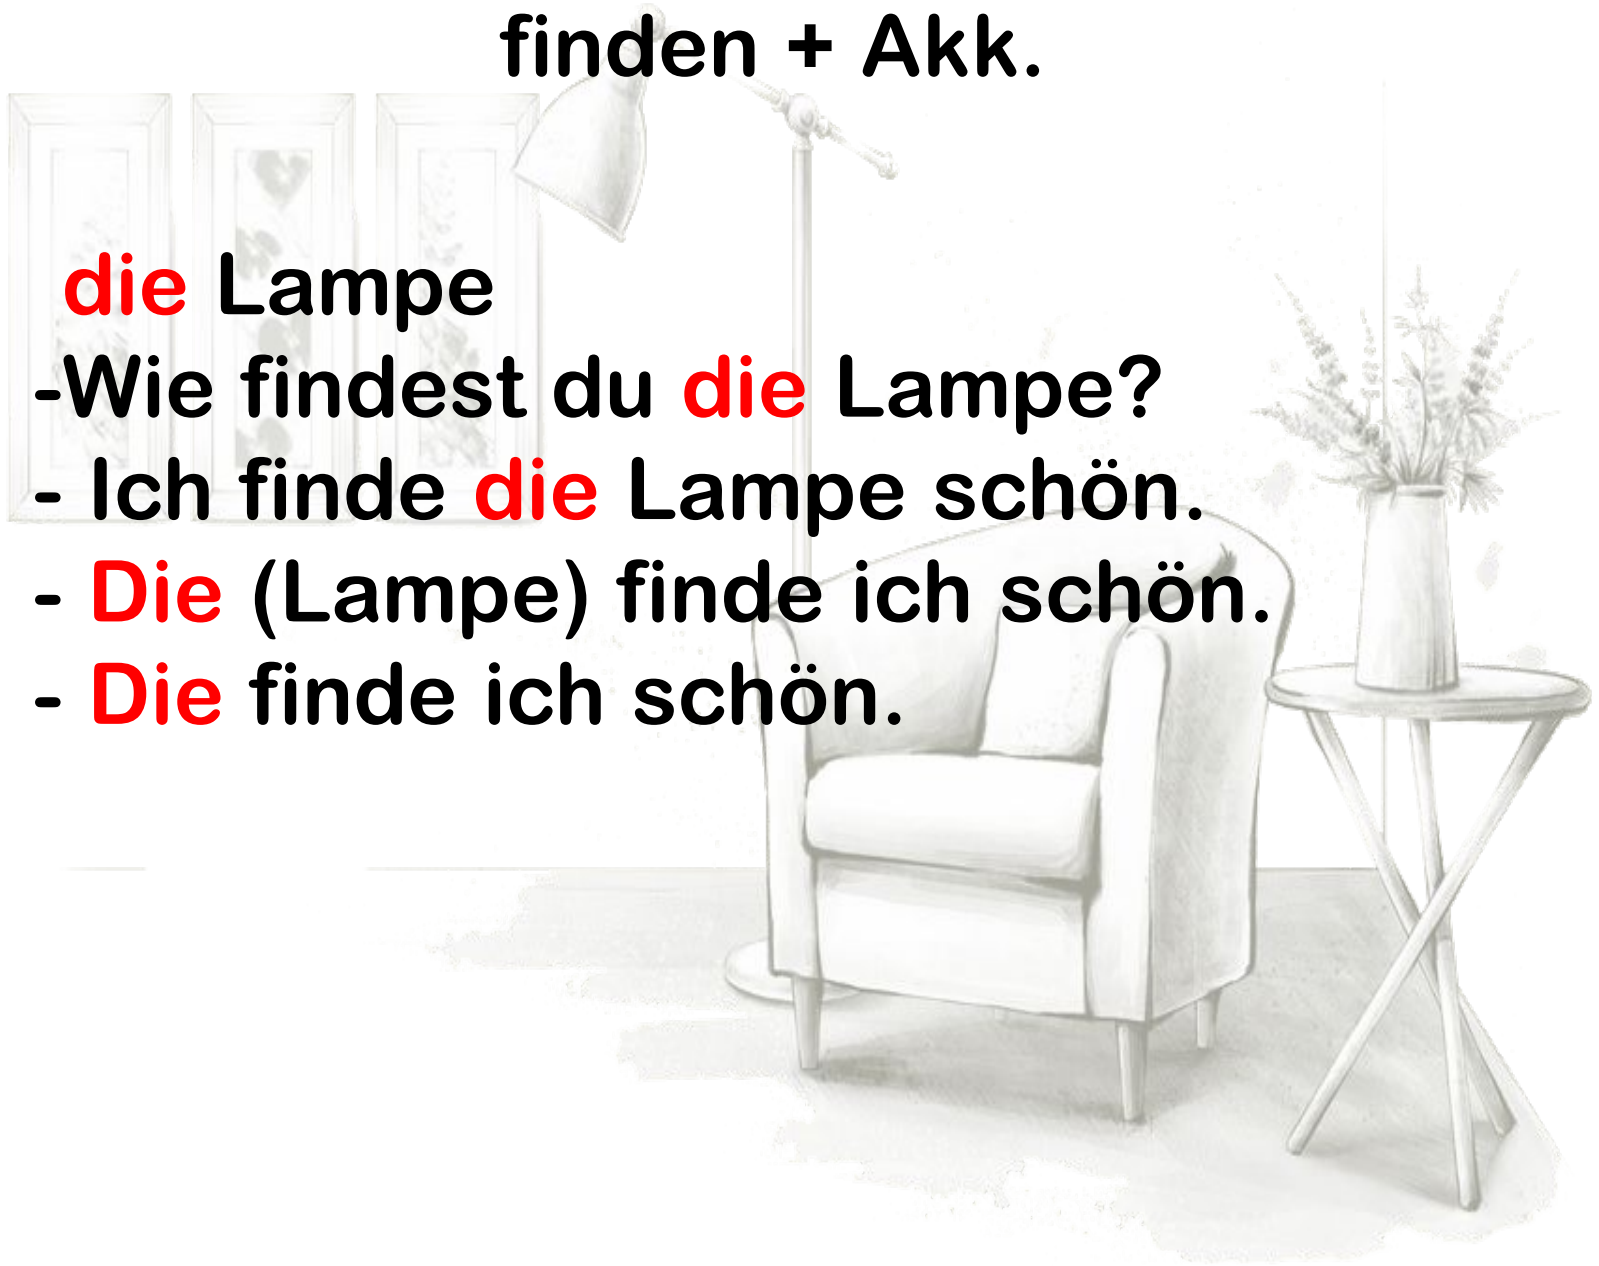 finden + Akk.
die Lampe
-Wie findest du die Lampe?
- Ich finde die Lampe schön.
- Die (Lampe) finde ich schön.
- Die finde ich schön.